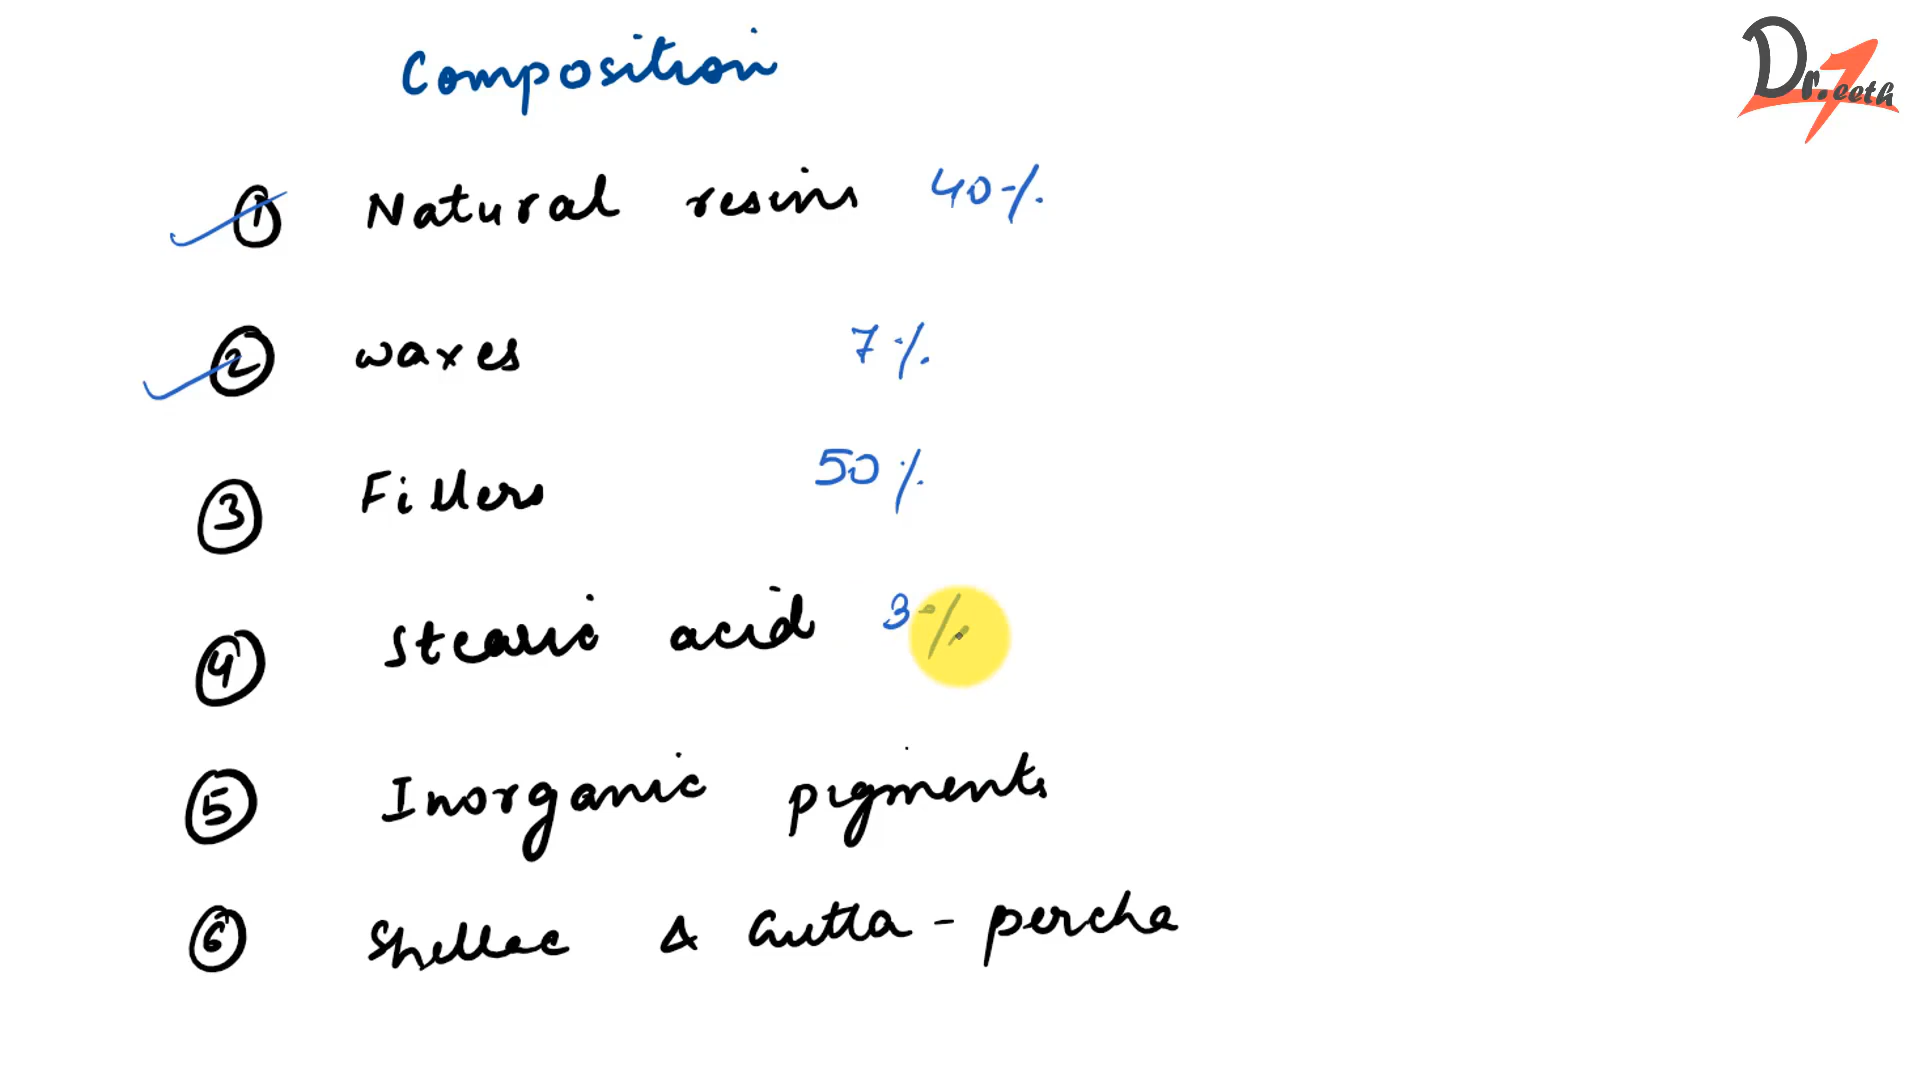 Composition
Dr.eeth
① Natural resins 40%
② waxes 7%
③ Fillers 50%
④ Stearic acid 3%
⑤ Inorganic pigments
⑥ Shellac & Gutta-percha